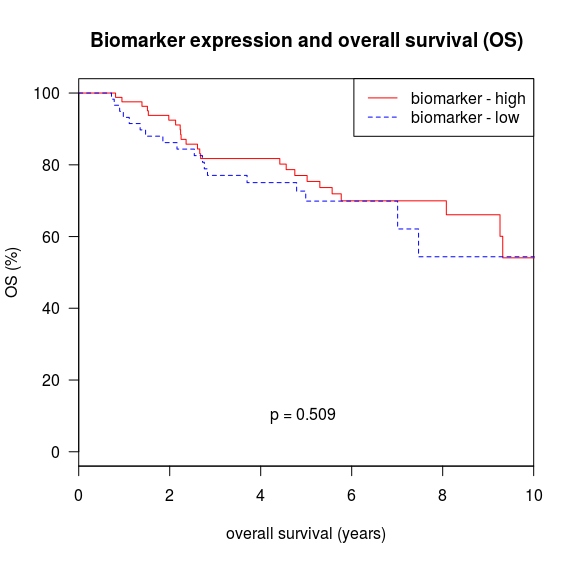 Biomarker expression and overall survival (OS)
biomarker - high
biomarker - low
100
80
60
40
20
0
OS (%)
p = 0.509
0 2 4 6 8 10
overall survival (years)